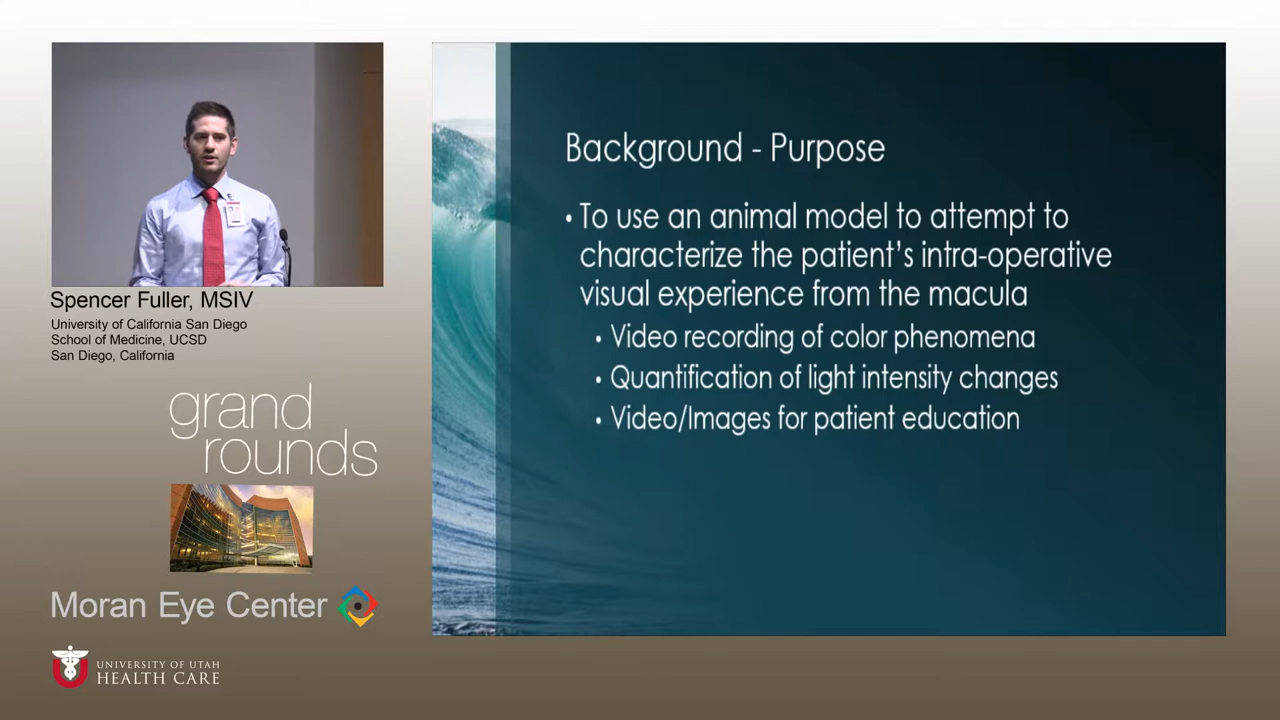 Background - Purpose
• To use an animal model to attempt to
characterize the patient's intra-operative
visual experience from the macula
• Video recording of color phenomena
• Quantification of light intensity changes
• Video/Images for patient education
Spencer Fuller, MSIV
University of California San Diego
School of Medicine, UCSD
San Diego, California
grand
rounds
Moran Eye Center
UNIVERSITY OF UTAH
HEALTH CARE